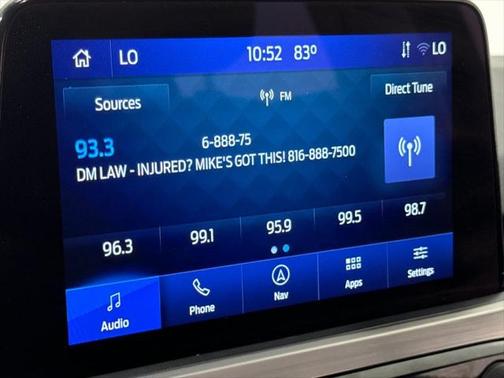 LO 10:52 83° LO
Sources FM Direct Tune
93.3 6-888-75
DM LAW - INJURED? MIKE'S GOT THIS! 816-888-7500
96.3 99.1 95.9 99.5 98.7
Audio Phone Nav Apps Settings